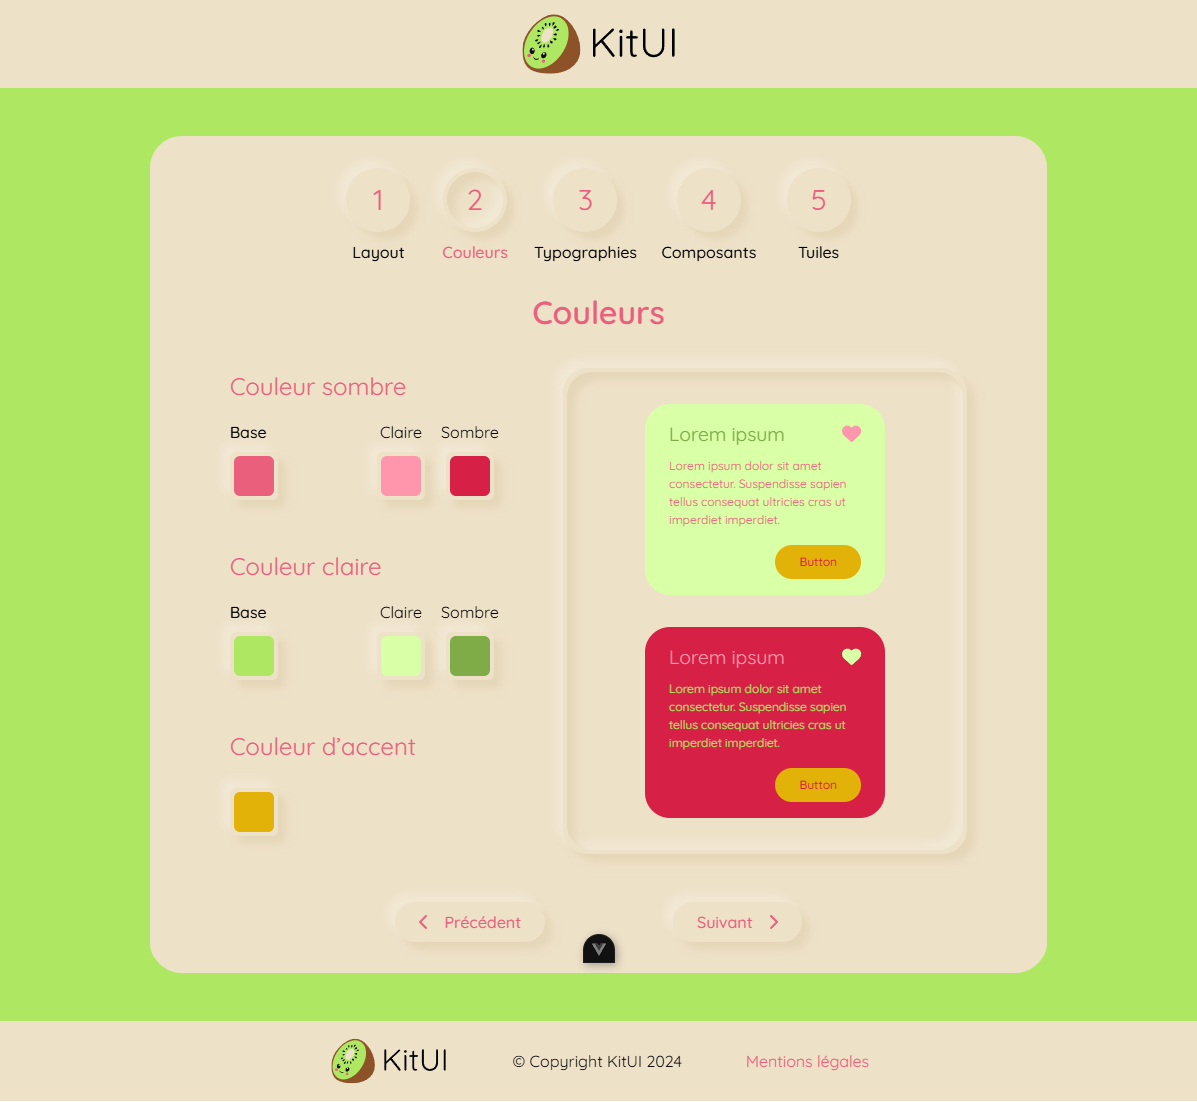 KitUI
1 2 3 4 5
Layout Couleurs Typographies Composants Tuiles
Couleurs
Couleur sombre
Base Claire Sombre
Couleur claire
Base Claire Sombre
Couleur d’accent
Lorem ipsum
Lorem ipsum dolor sit amet
consectetur. Suspendisse sapien
tellus consequat ultricies cras ut
imperdiet imperdiet.
Button
Lorem ipsum
Lorem ipsum dolor sit amet
consectetur. Suspendisse sapien
tellus consequat ultricies cras ut
imperdiet imperdiet.
Button
Précédent Suivant
KitUI © Copyright KitUI 2024 Mentions légales